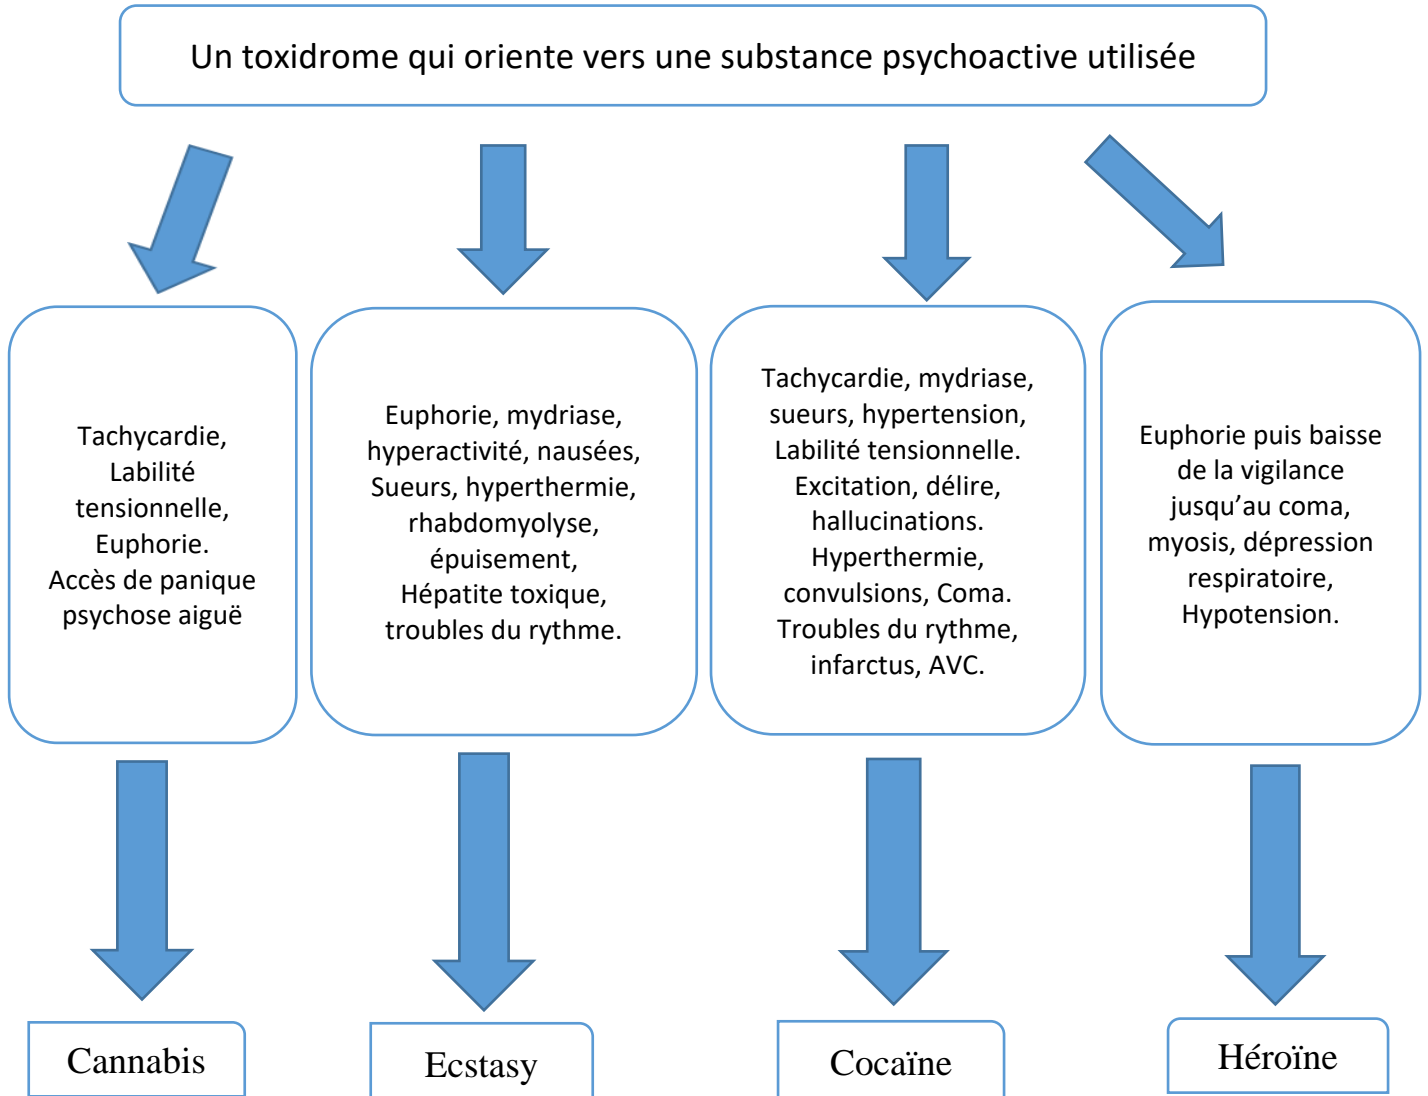 Un toxidrome qui oriente vers une substance psychoactive utilisée
Tachycardie,
Labilité
tensionnelle,
Euphorie.
Accès de panique
psychose aiguë
Euphorie, mydriase,
hyperactivité, nausées,
Sueurs, hyperthermie,
rhabdomyolyse,
épuisement,
Hépatite toxique,
troubles du rythme.
Tachycardie, mydriase,
sueurs, hypertension,
Labilité tensionnelle.
Excitation, délire,
hallucinations.
Hyperthermie,
convulsions, Coma.
Troubles du rythme,
infarctus, AVC.
Euphorie puis baisse
de la vigilance
jusqu’au coma,
myosis, dépression
respiratoire,
Hypotension.
Cannabis
Ecstasy
Cocaïne
Héroïne